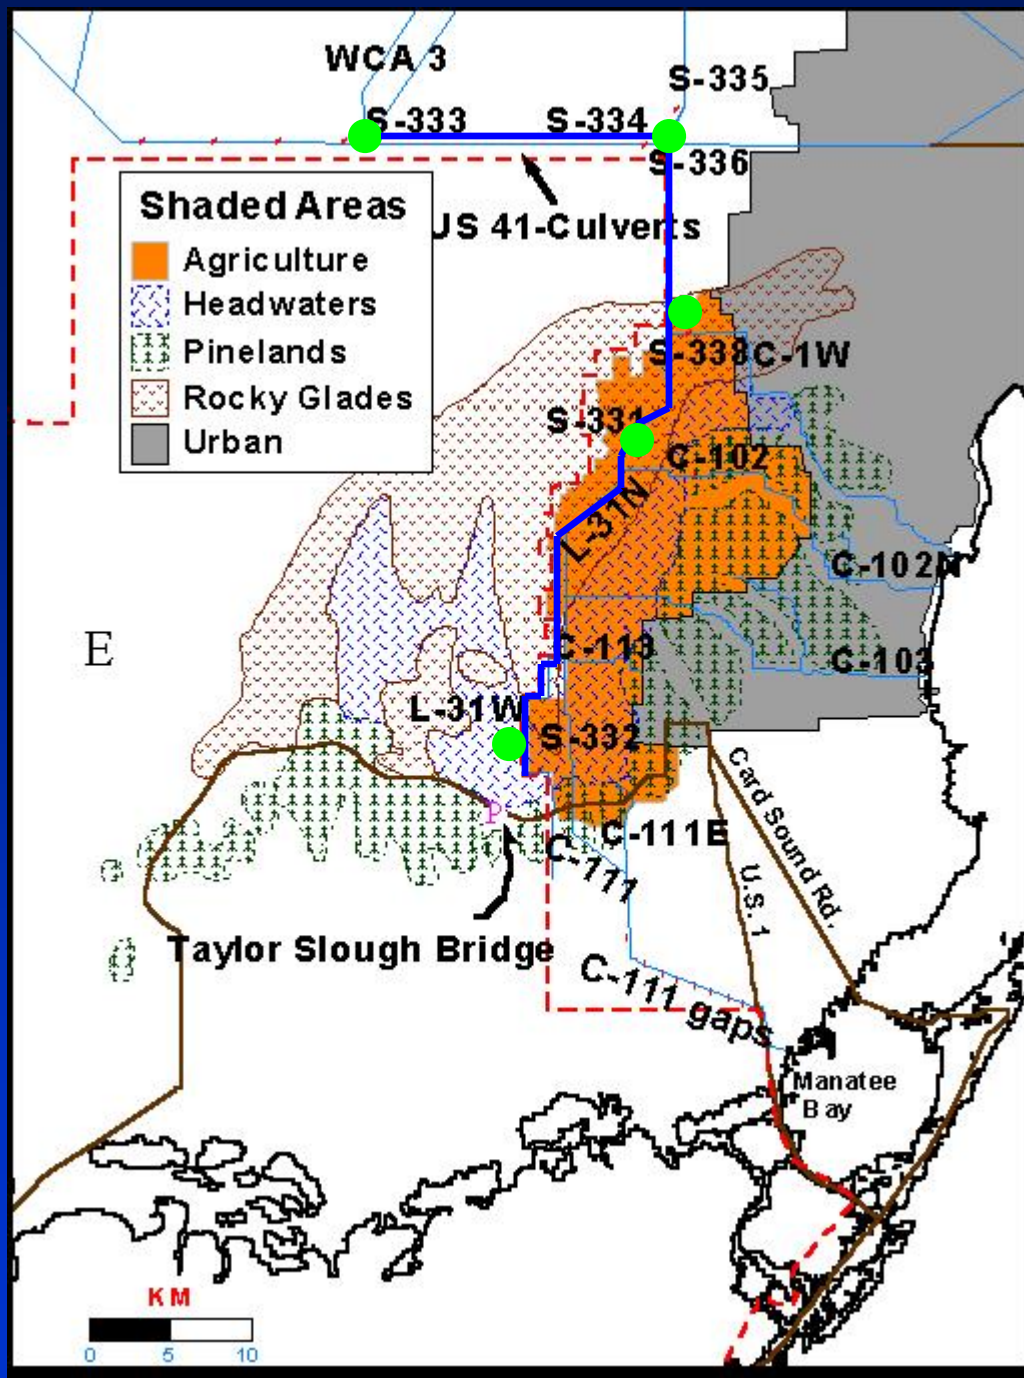 WCA 3
S-335
S-333
S-334
S-336
US 41-Culverts
Shaded Areas
Agriculture
Headwaters
Pinelands
Rocky Glades
Urban
S-338
C-1W
S-331
C-102
L-31N
C-102N
E
C-113
C-103
L-31W
S-332
Card Sound Rd.
P
C-111E
C-111
U.S. 1
Taylor Slough Bridge
C-111 gaps
Manatee
Bay
KM
0 5 10